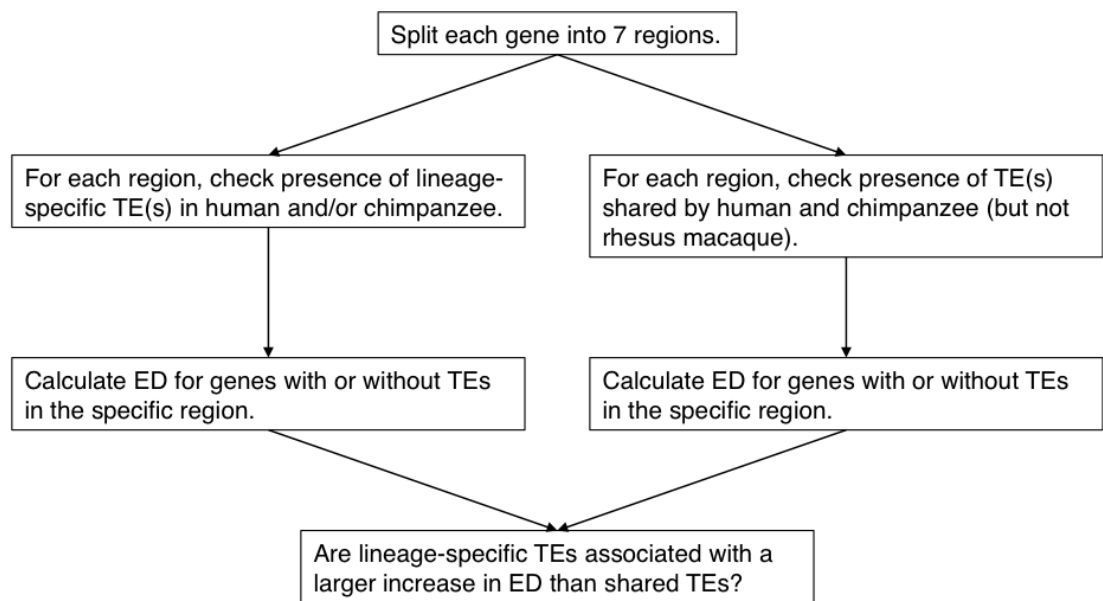 Split each gene into 7 regions.
For each region, check presence of lineage-
specific TE(s) in human and/or chimpanzee.
For each region, check presence of TE(s)
shared by human and chimpanzee (but not
rhesus macaque).
Calculate ED for genes with or without TEs
in the specific region.
Calculate ED for genes with or without TEs
in the specific region.
Are lineage-specific TEs associated with a
larger increase in ED than shared TEs?